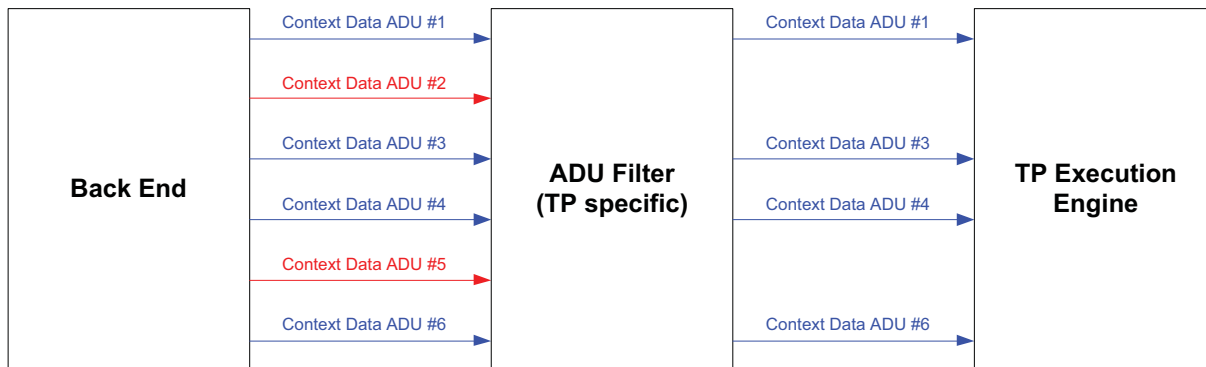 Context Data ADU #1
Context Data ADU #1
Context Data ADU #2
Context Data ADU #3
Context Data ADU #3
Back End
ADU Filter
(TP specific)
TP Execution
Engine
Context Data ADU #4
Context Data ADU #4
Context Data ADU #5
Context Data ADU #6
Context Data ADU #6